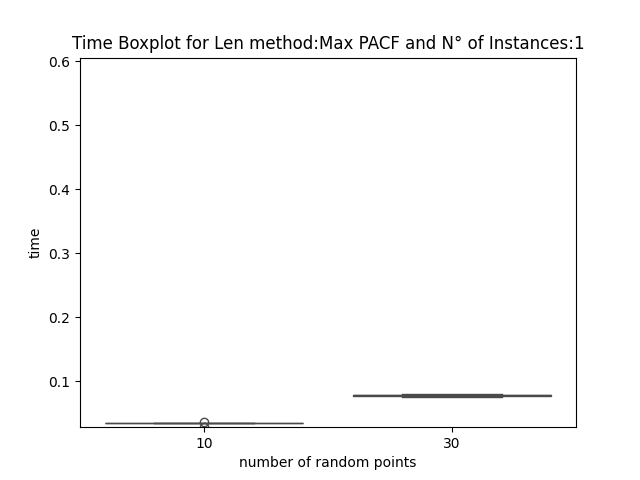 Time Boxplot for Len method:Max PACF and N° of Instances:1
0.6
0.5
0.4
0.3
0.2
0.1
time
10 30
number of random points